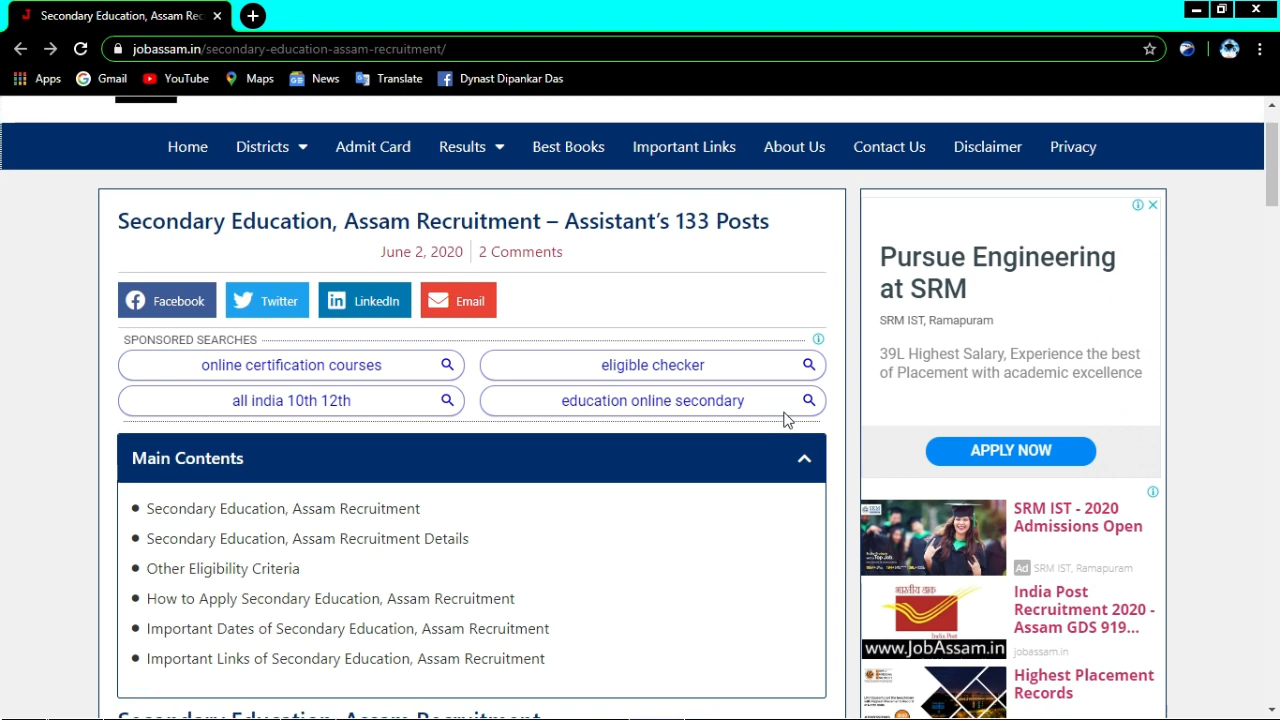 Secondary Education, Assam Rec
jobassam.in/secondary-education-assam-recruitment/
Apps
Gmail
YouTube
Maps
News
Translate
Dynast Dipankar Das
Home
Districts
Admit Card
Results
Best Books
Important Links
About Us
Contact Us
Disclaimer
Privacy
Secondary Education, Assam Recruitment – Assistant's 133 Posts
June 2, 2020
2 Comments
Facebook
Twitter
LinkedIn
Email
SPONSORED SEARCHES
online certification courses
eligible checker
all india 10th 12th
education online secondary
Main Contents
Secondary Education, Assam Recruitment
Secondary Education, Assam Recruitment Details
Other Eligibility Criteria
How to Apply Secondary Education, Assam Recruitment
Important Dates of Secondary Education, Assam Recruitment
Important Links of Secondary Education, Assam Recruitment
Secondary Education, Assam Recruitment
Pursue Engineering
at SRM
SRM IST, Ramapuram
39L Highest Salary, Experience the best
of Placement with academic excellence
APPLY NOW
SRM IST - 2020
Admissions Open
Ad SRM IST, Ramapuram
भारतीय डाक
India Post
www.JobAssam.in
India Post
Recruitment 2020 -
Assam GDS 919...
jobassam.in
Highest Placement
Records